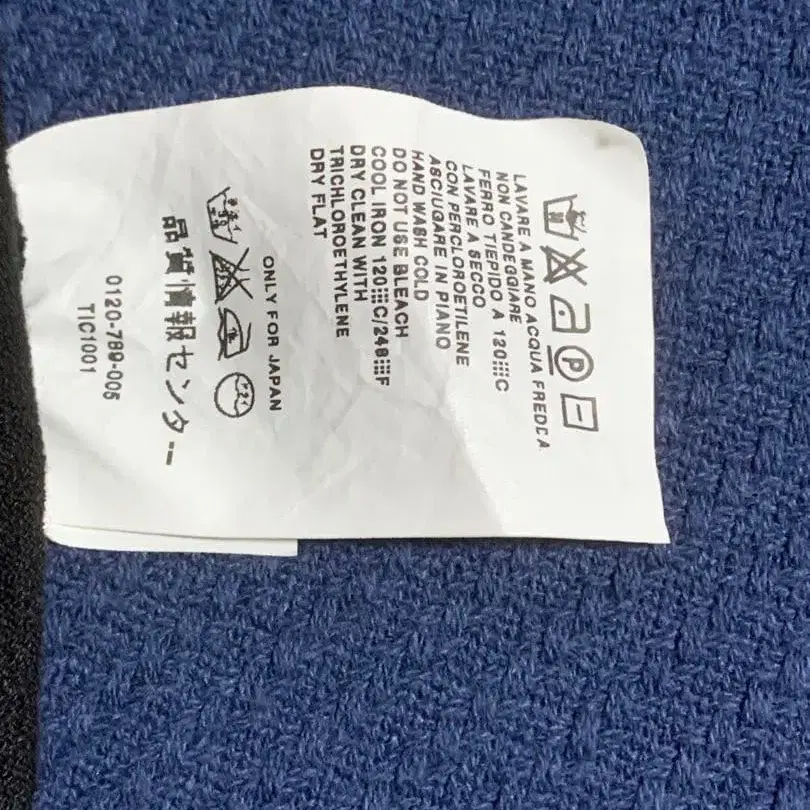 LAVARE A MANO ACQUA FREDCA
NON CANDEGGIARE
FERRO TIEPIDO A 120⣿C
LAVARE A SECCO
CON PERCLOROETILENE
ASCIUGARE IN PIANO
HAND WASH COLD
DO NOT USE BLEACH
COOL IRON 120⣿C/248⣿F
DRY CLEAN WITH
TRICHLOROETHYLENE
DRY FLAT
ONLY FOR JAPAN
品質情報センター
0120-789-005
TIC1001